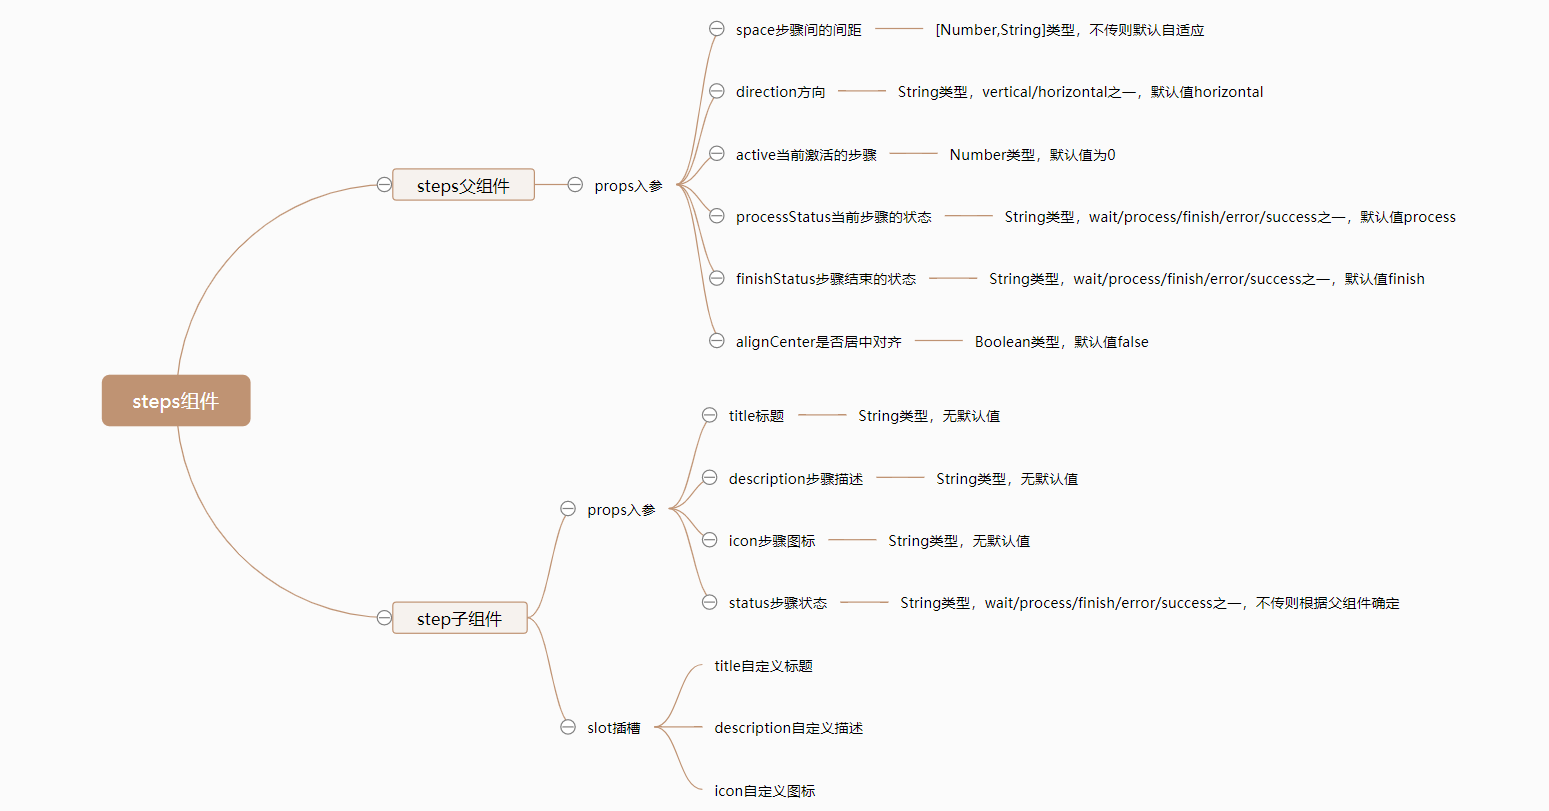 steps组件
steps父组件
props入参
space步骤间的间距
[Number,String]类型，不传则默认自适应
direction方向
String类型，vertical/horizontal之一，默认值horizontal
active当前激活的步骤
Number类型，默认值为0
processStatus当前步骤的状态
String类型，wait/process/finish/error/success之一，默认值process
finishStatus步骤结束的状态
String类型，wait/process/finish/error/success之一，默认值finish
alignCenter是否居中对齐
Boolean类型，默认值false
step子组件
props入参
title标题
String类型，无默认值
description步骤描述
String类型，无默认值
icon步骤图标
String类型，无默认值
status步骤状态
String类型，wait/process/finish/error/success之一，不传则根据父组件确定
slot插槽
title自定义标题
description自定义描述
icon自定义图标